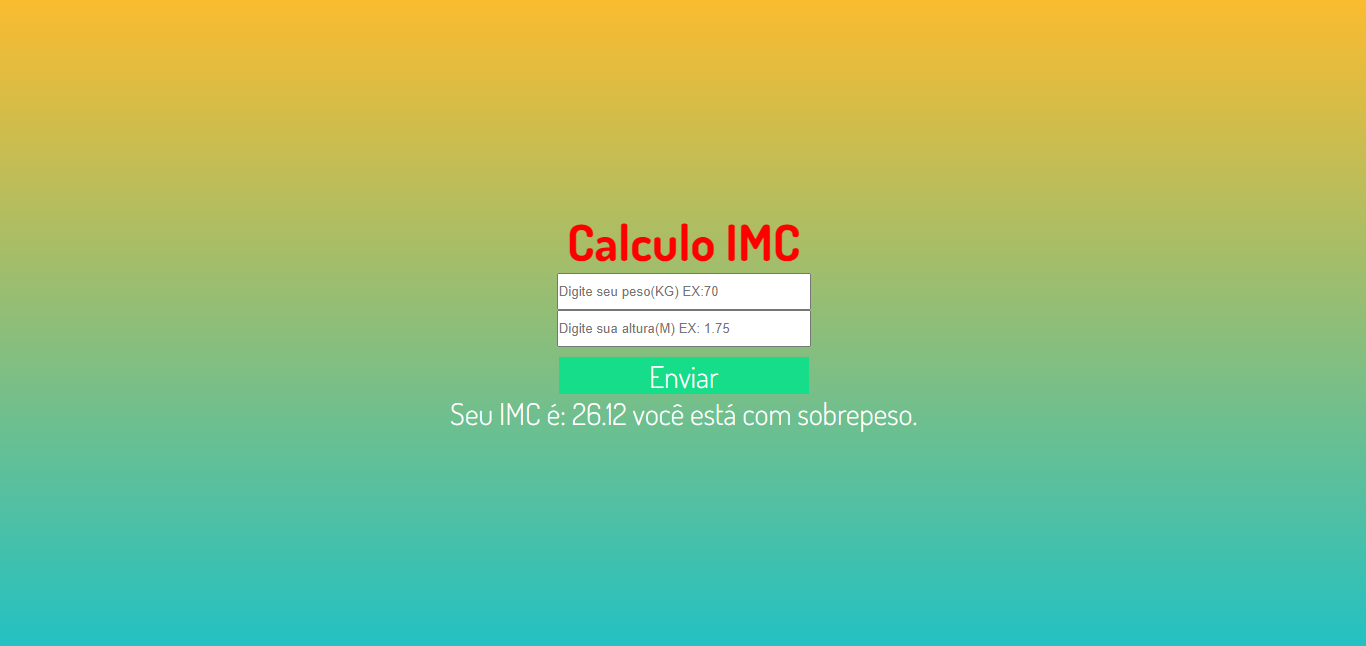 Calculo IMC
Digite seu peso(KG) EX:70
Digite sua altura(M) EX: 1.75
Enviar
Seu IMC é: 26.12 você está com sobrepeso.